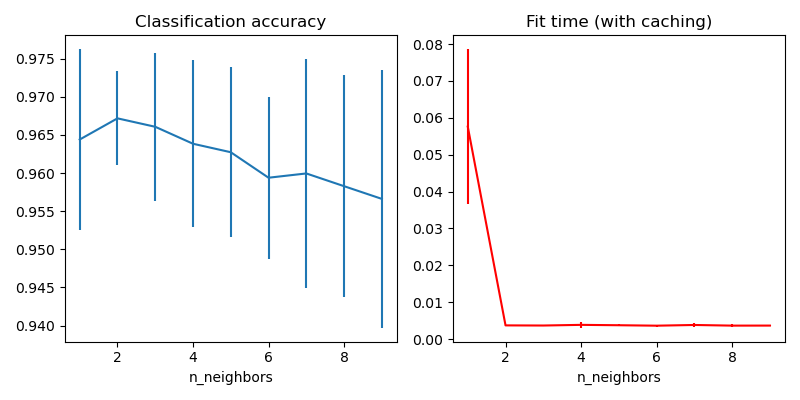 Classification accuracy
0.975
0.970
0.965
0.960
0.955
0.950
0.945
0.940
2 4 6 8
n_neighbors
Fit time (with caching)
0.08
0.07
0.06
0.05
0.04
0.03
0.02
0.01
0.00
2 4 6 8
n_neighbors